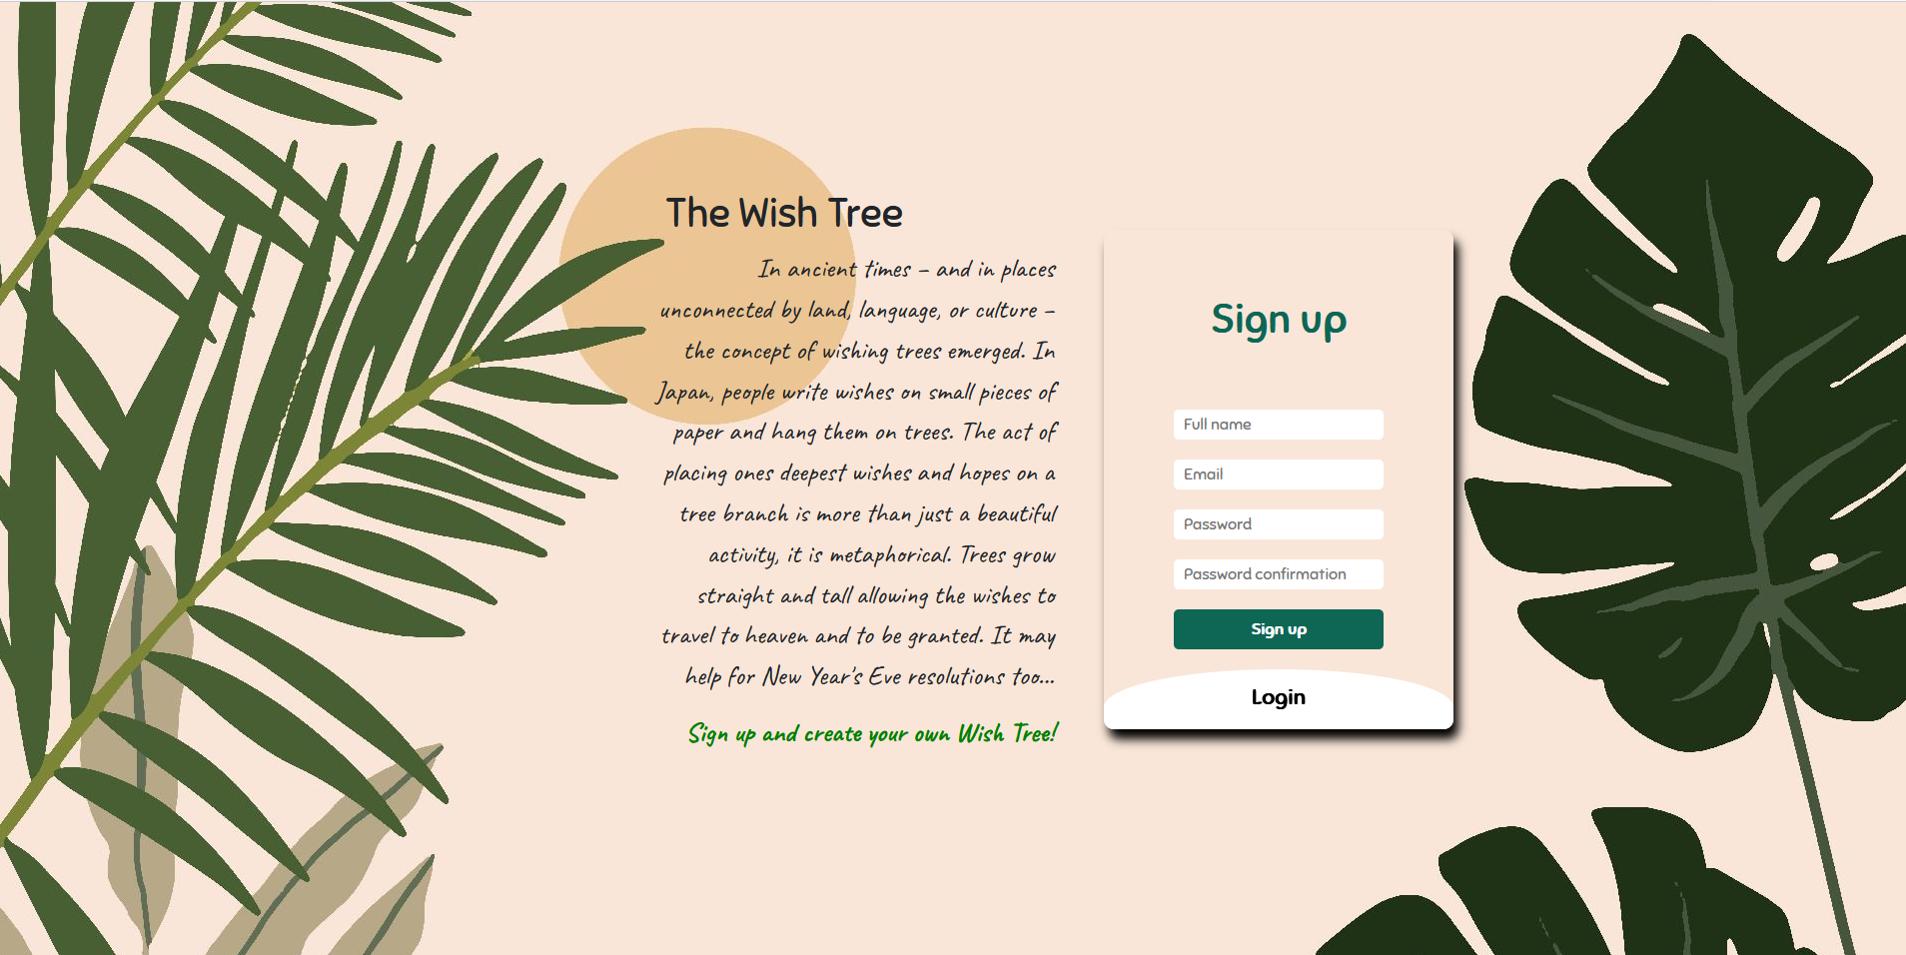 The Wish Tree
In ancient times – and in places
unconnected by land, language, or culture –
the concept of wishing trees emerged. In
Japan, people write wishes on small pieces of
paper and hang them on trees. The act of
placing ones deepest wishes and hopes on a
tree branch is more than just a beautiful
activity, it is metaphorical. Trees grow
straight and tall allowing the wishes to
travel to heaven and to be granted. It may
help for New Year's Eve resolutions too...
Sign up and create your own Wish Tree!
Sign up
Full name
Email
Password
Password confirmation
Sign up
Login